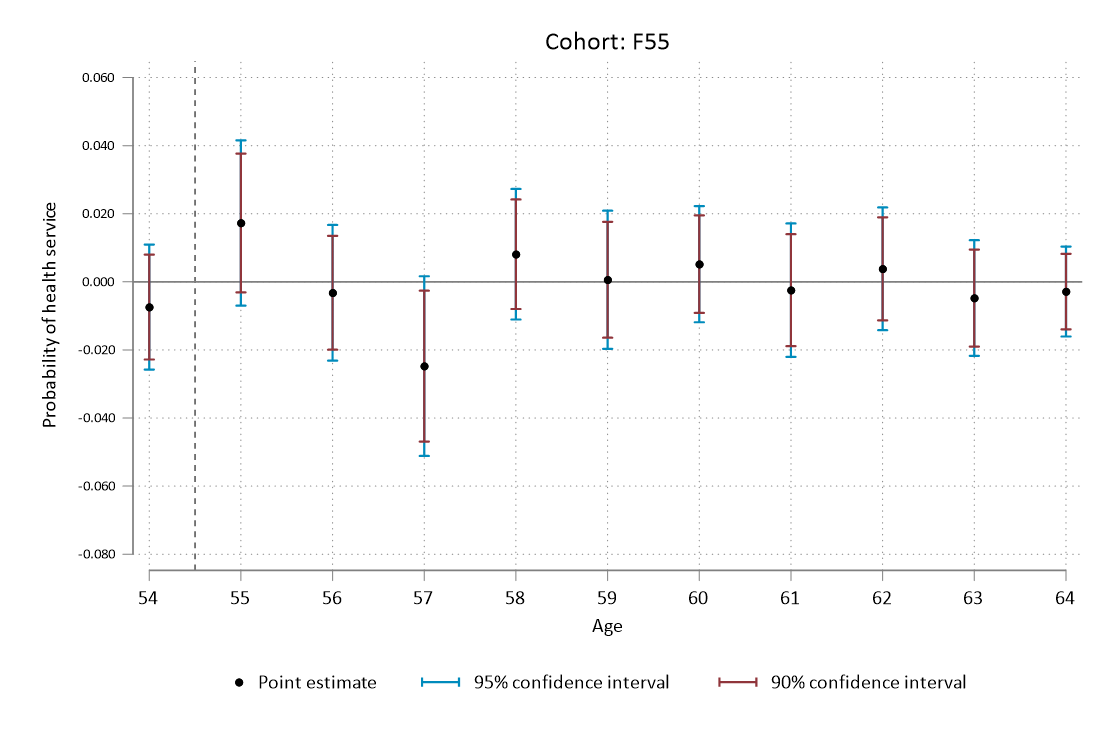 Cohort: F55
0.060
0.040
0.020
0.000
-0.020
-0.040
-0.060
-0.080
Probability of health service
54 55 56 57 58 59 60 61 62 63 64
Age
Point estimate 95% confidence interval 90% confidence interval